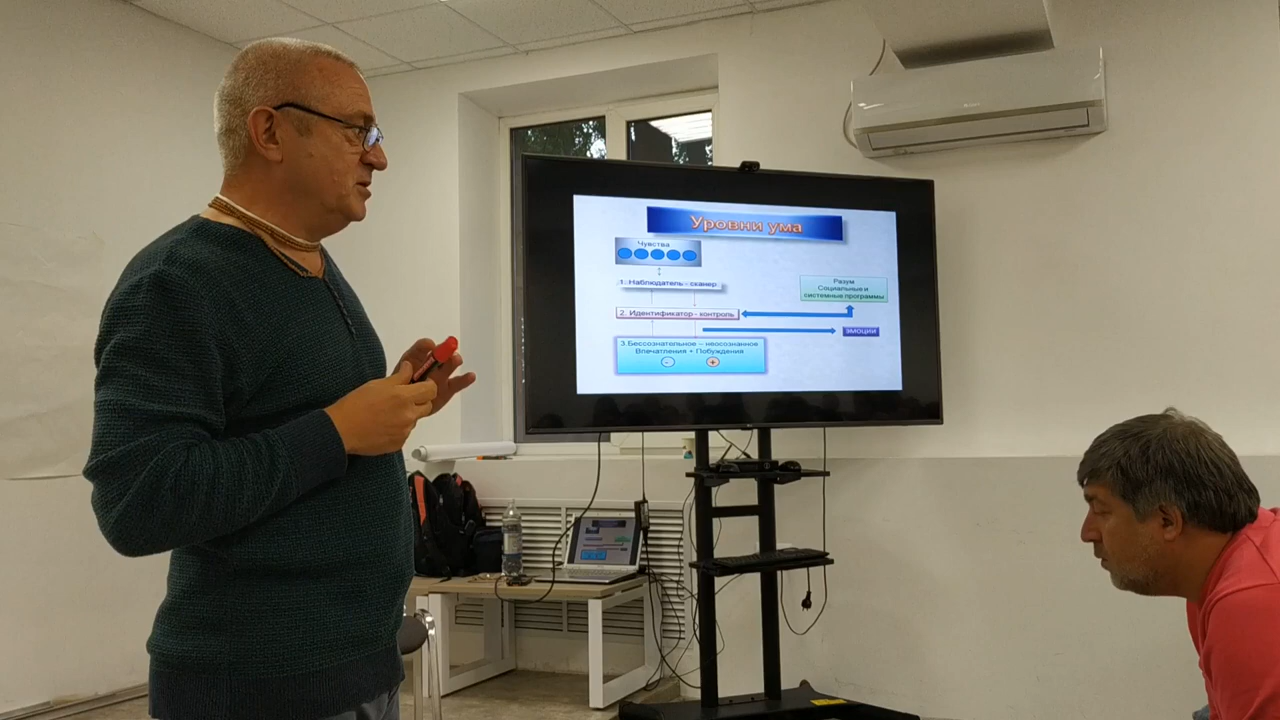 Уровни ума
Чувства
1. Наблюдатель - сканер
2. Идентификатор - контроль
Разум
Социальные и
системные программы
эмоции
3. Бессознательное – неосознанное
Впечатления + Побуждения
- +